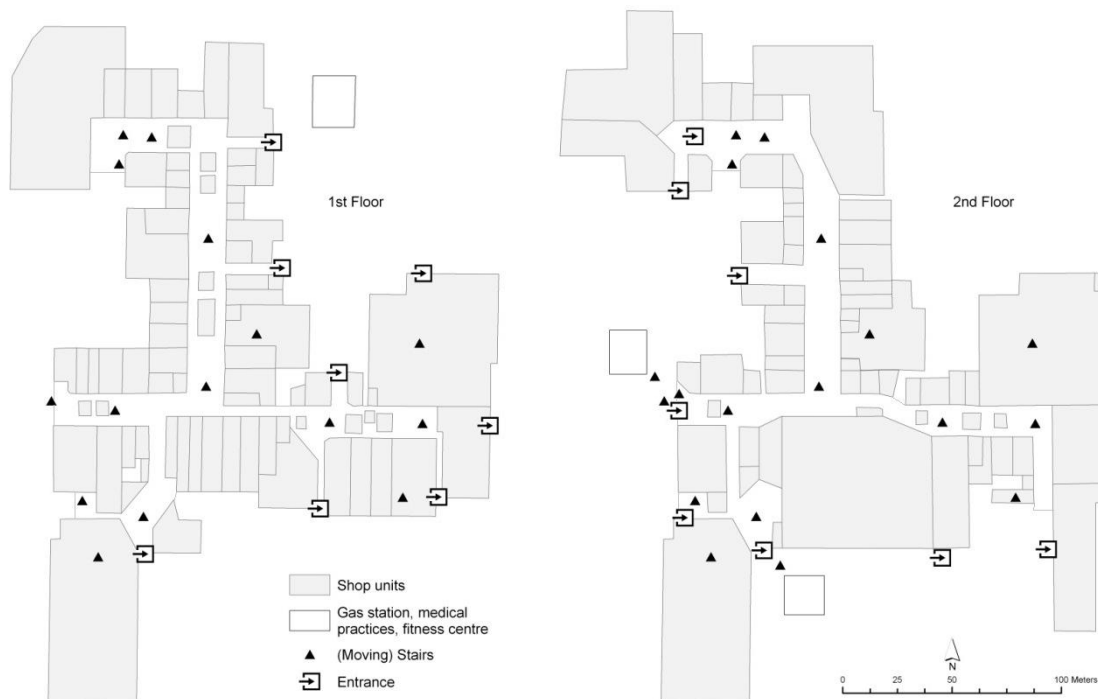 1st Floor
2nd Floor
Shop units
Gas station, medical
practices, fitness centre
(Moving) Stairs
Entrance
N
0 25 50 100 Meters